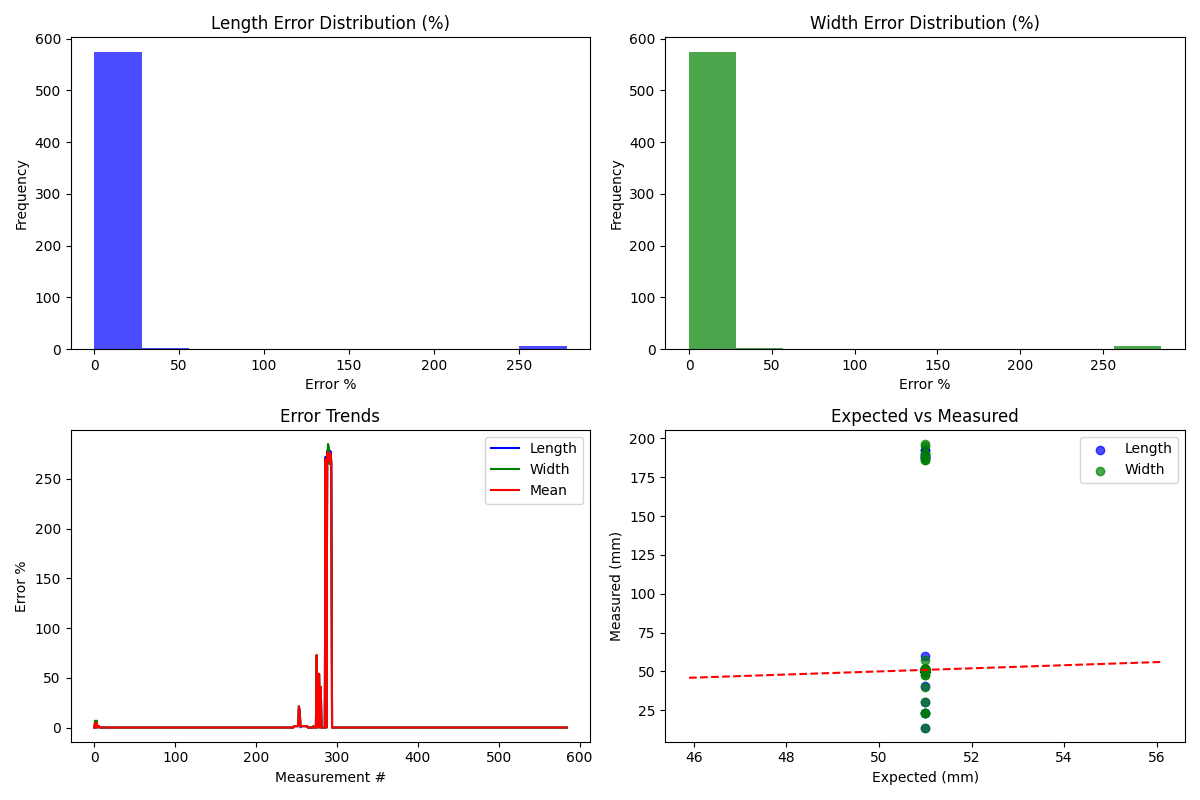 Length Error Distribution (%)
600
500
400
300
200
100
0
Frequency
0 50 100 150 200 250
Error %
Width Error Distribution (%)
600
500
400
300
200
100
0
Frequency
0 50 100 150 200 250
Error %
Error Trends
250
200
150
100
50
0
Error %
Length
Width
Mean
0 100 200 300 400 500 600
Measurement #
Expected vs Measured
200
175
150
125
100
75
50
25
Measured (mm)
Length
Width
46 48 50 52 54 56
Expected (mm)